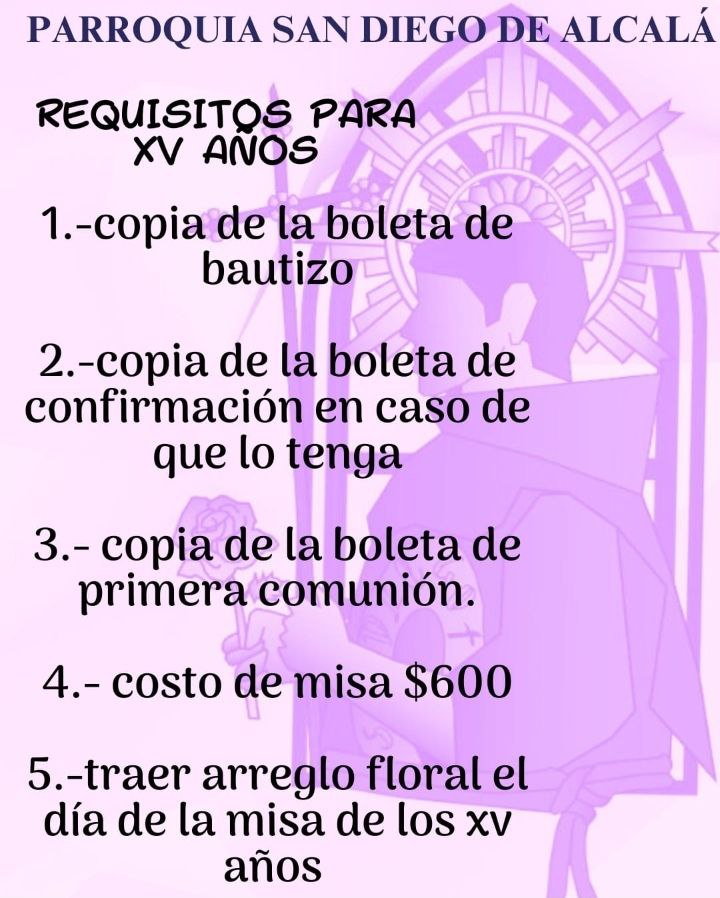 PARROQUIA SAN DIEGO DE ALCALÁ
REQUISITOS PARA
XV AÑOS
1.-copia de la boleta de
bautizo
2.-copia de la boleta de
confirmación en caso de
que lo tenga
3.- copia de la boleta de
primera comunión.
4.- costo de misa $600
5.-traer arreglo floral el
día de la misa de los xv
años